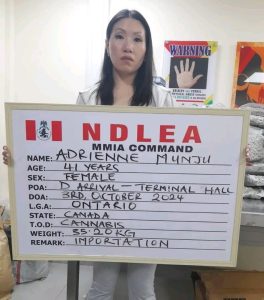 WARNING
NDLEA
MMIA COMMAND
NAME: ADRIENNE MUNJU
AGE: 41 YEARS
SEX: FEMALE
POA: D ARRIVAL - TERMINAL HALL
DOA: 3RD. OCTOBER 2024
L.G.A: ONTARIO
STATE: CANADA
T.O.D: CANNABIS
WEIGHT: 35.20KG
REMARK: IMPORTATION